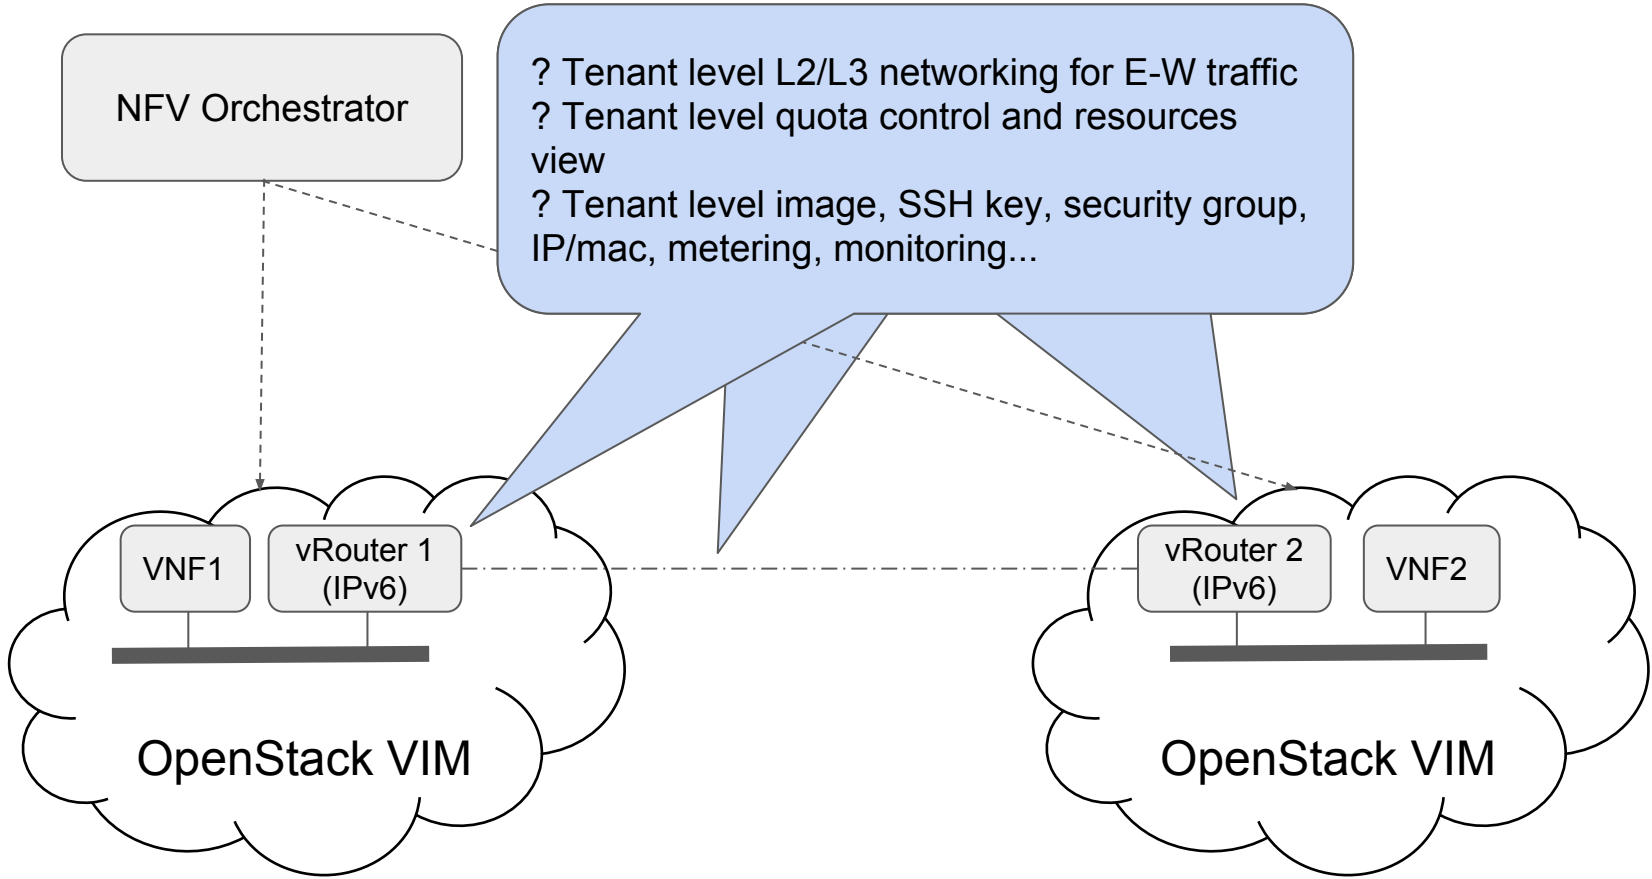 NFV Orchestrator
? Tenant level L2/L3 networking for E-W traffic
? Tenant level quota control and resources
view
? Tenant level image, SSH key, security group,
IP/mac, metering, monitoring...
VNF1
vRouter 1
(IPv6)
vRouter 2
(IPv6)
VNF2
OpenStack VIM
OpenStack VIM